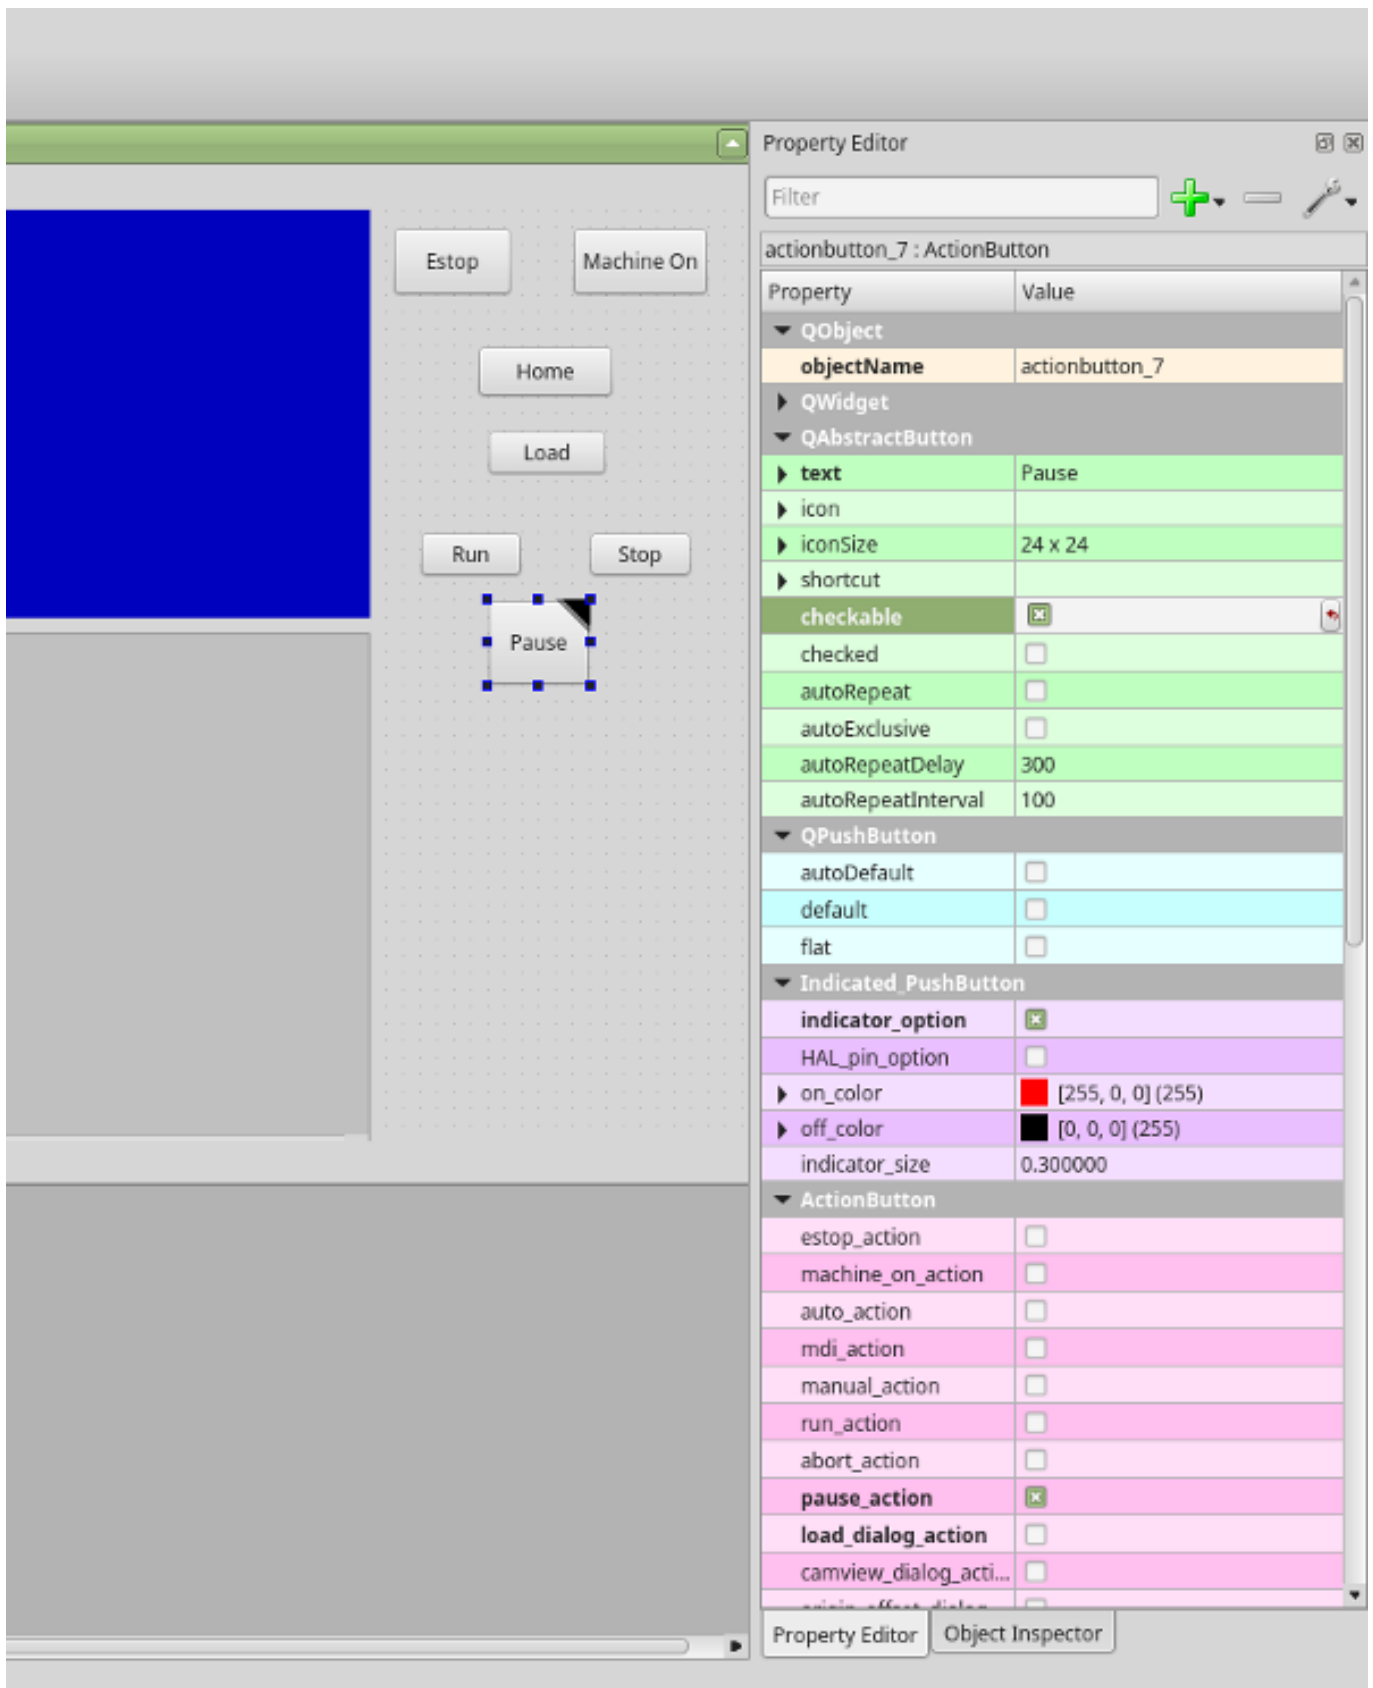 Property Editor
Filter
actionbutton_7 : ActionButton
Property Value
QObject
objectName actionbutton_7
QWidget
QAbstractButton
text Pause
icon
iconSize 24 x 24
shortcut
checkable
checked
autoRepeat
autoExclusive
autoRepeatDelay 300
autoRepeatInterval 100
QPushButton
autoDefault
default
flat
Indicated_PushButton
indicator_option
HAL_pin_option
on_color [255, 0, 0] (255)
off_color [0, 0, 0] (255)
indicator_size 0.300000
ActionButton
estop_action
machine_on_action
auto_action
mdi_action
manual_action
run_action
abort_action
pause_action
load_dialog_action
camview_dialog_acti...
Property Editor Object Inspector
Estop Machine On
Home
Load
Run Stop
Pause